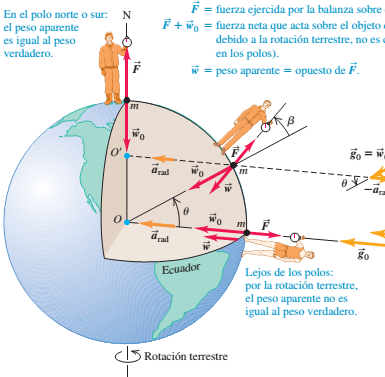 En el polo norte o sur:
el peso aparente
es igual al peso
verdadero.
N
F⃗ = fuerza ejercida por la balanza sobre
F⃗ + w⃗₀ = fuerza neta que actúa sobre el objeto
debido a la rotación terrestre, no es
en los polos).
w⃗ = peso aparente = opuesto de F⃗.
F⃗
m
w⃗₀
O′
a⃗rad
w⃗₀
F⃗
w⃗
m
β
g⃗₀ = w⃗
θ
−a⃗ra
O
θ
a⃗rad
w⃗₀
w⃗
m
F⃗
g⃗₀
Ecuador
Lejos de los polos:
por la rotación terrestre,
el peso aparente no es
igual al peso verdadero.
Rotación terrestre